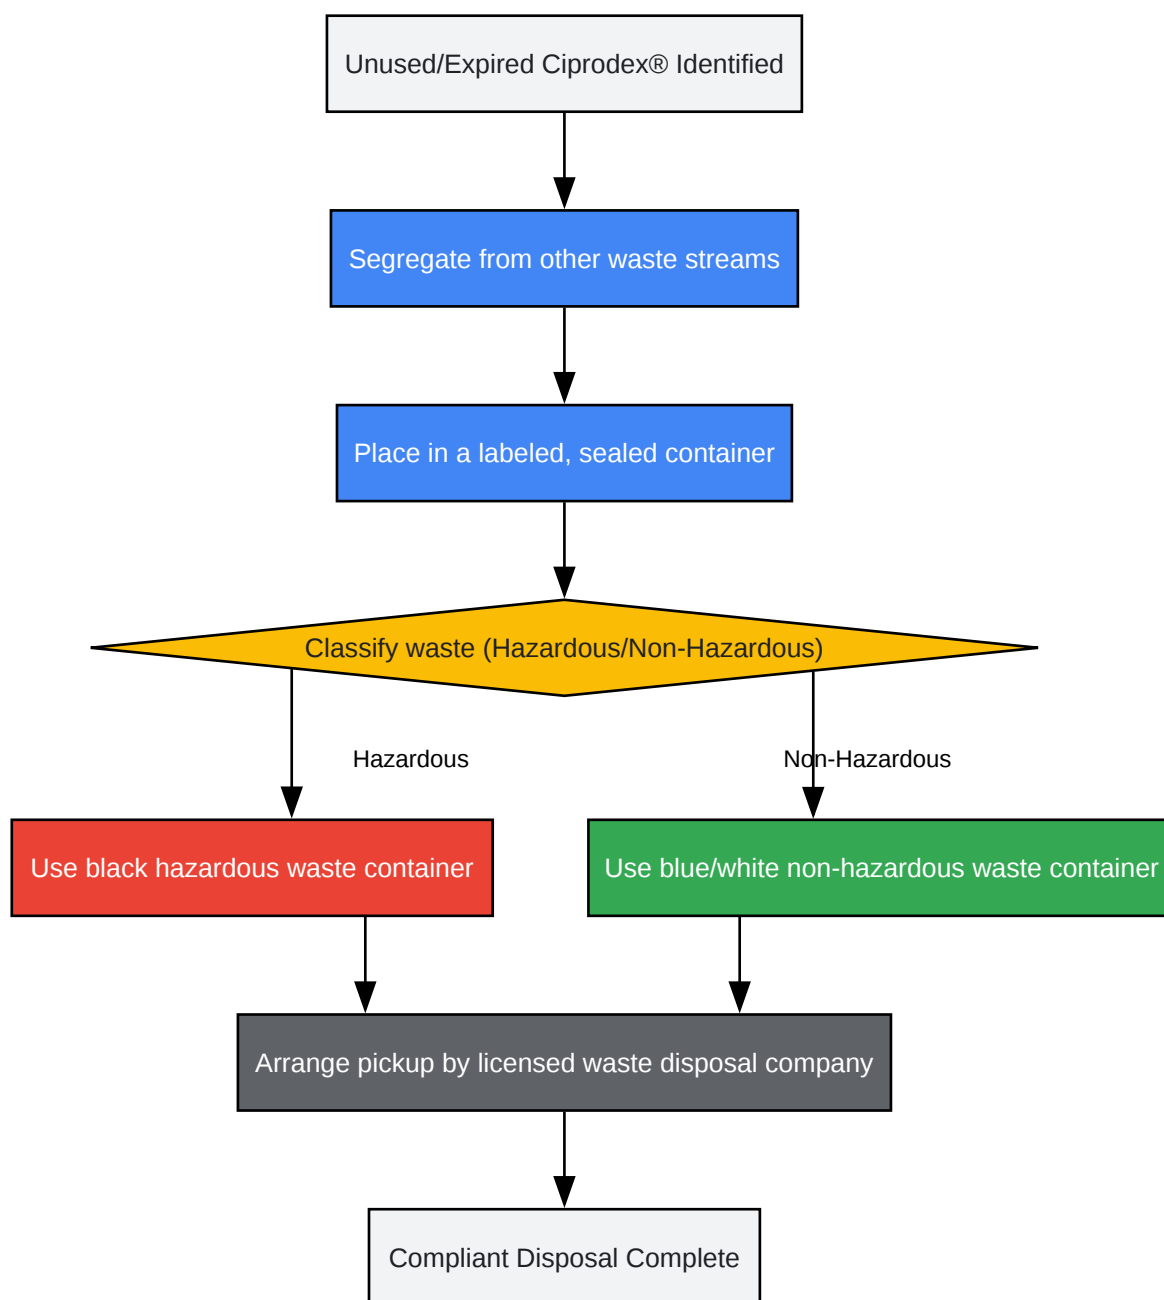 Unused/Expired Ciprodex® Identified
Segregate from other waste streams
Place in a labeled, sealed container
Classify waste (Hazardous/Non-Hazardous)
Hazardous
Non-Hazardous
Use black hazardous waste container
Use blue/white non-hazardous waste container
Arrange pickup by licensed waste disposal company
Compliant Disposal Complete